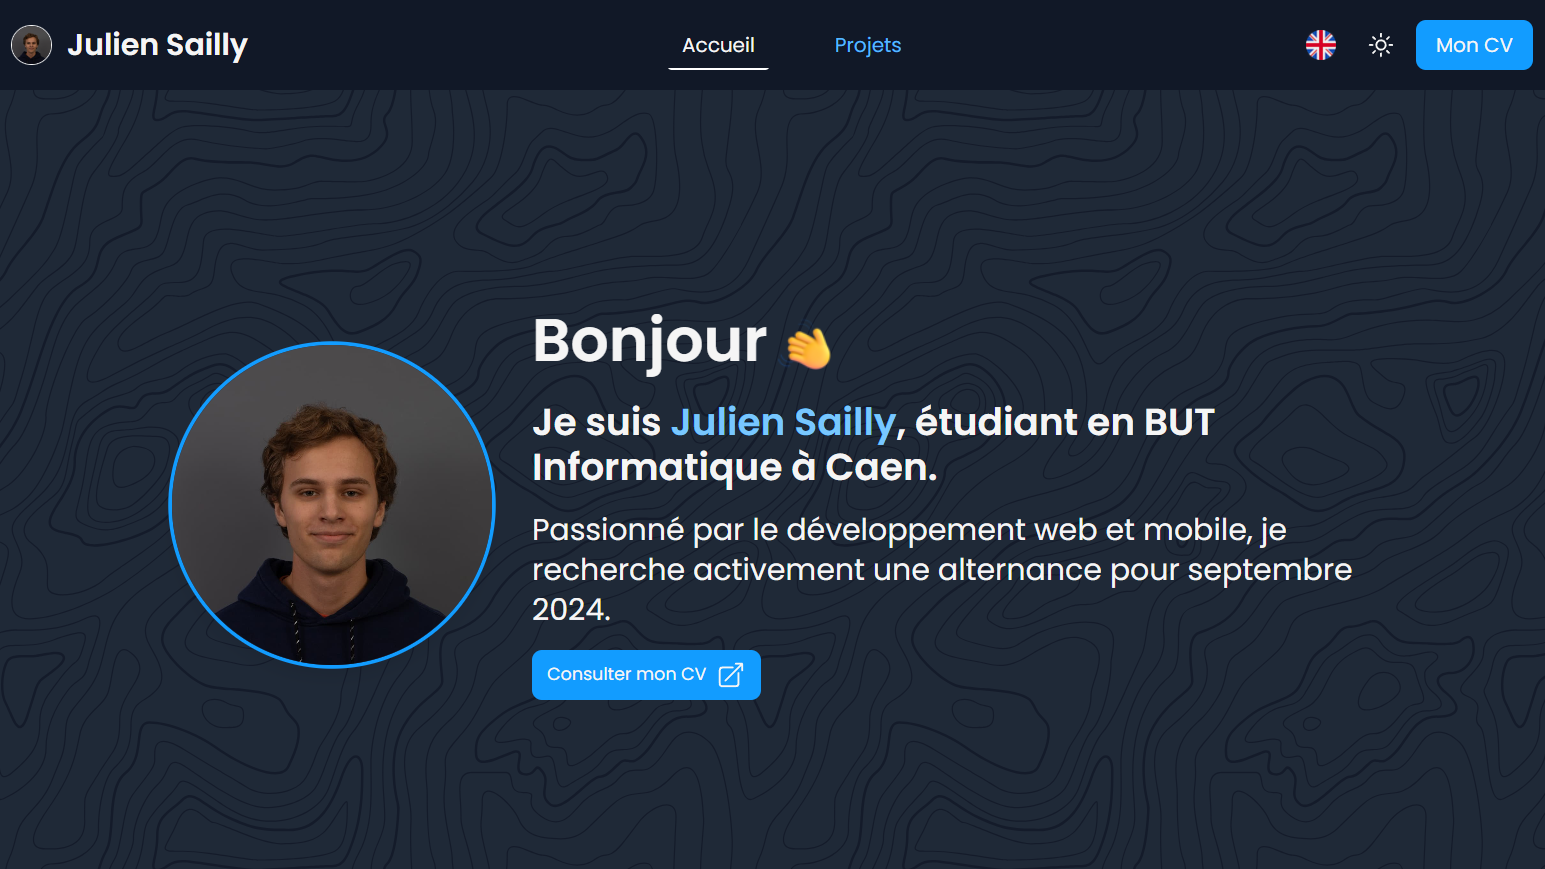 Julien Sailly
Accueil
Projets
Mon CV
Bonjour 👋
Je suis Julien Sailly, étudiant en BUT
Informatique à Caen.
Passionné par le développement web et mobile, je
recherche activement une alternance pour septembre
2024.
Consulter mon CV